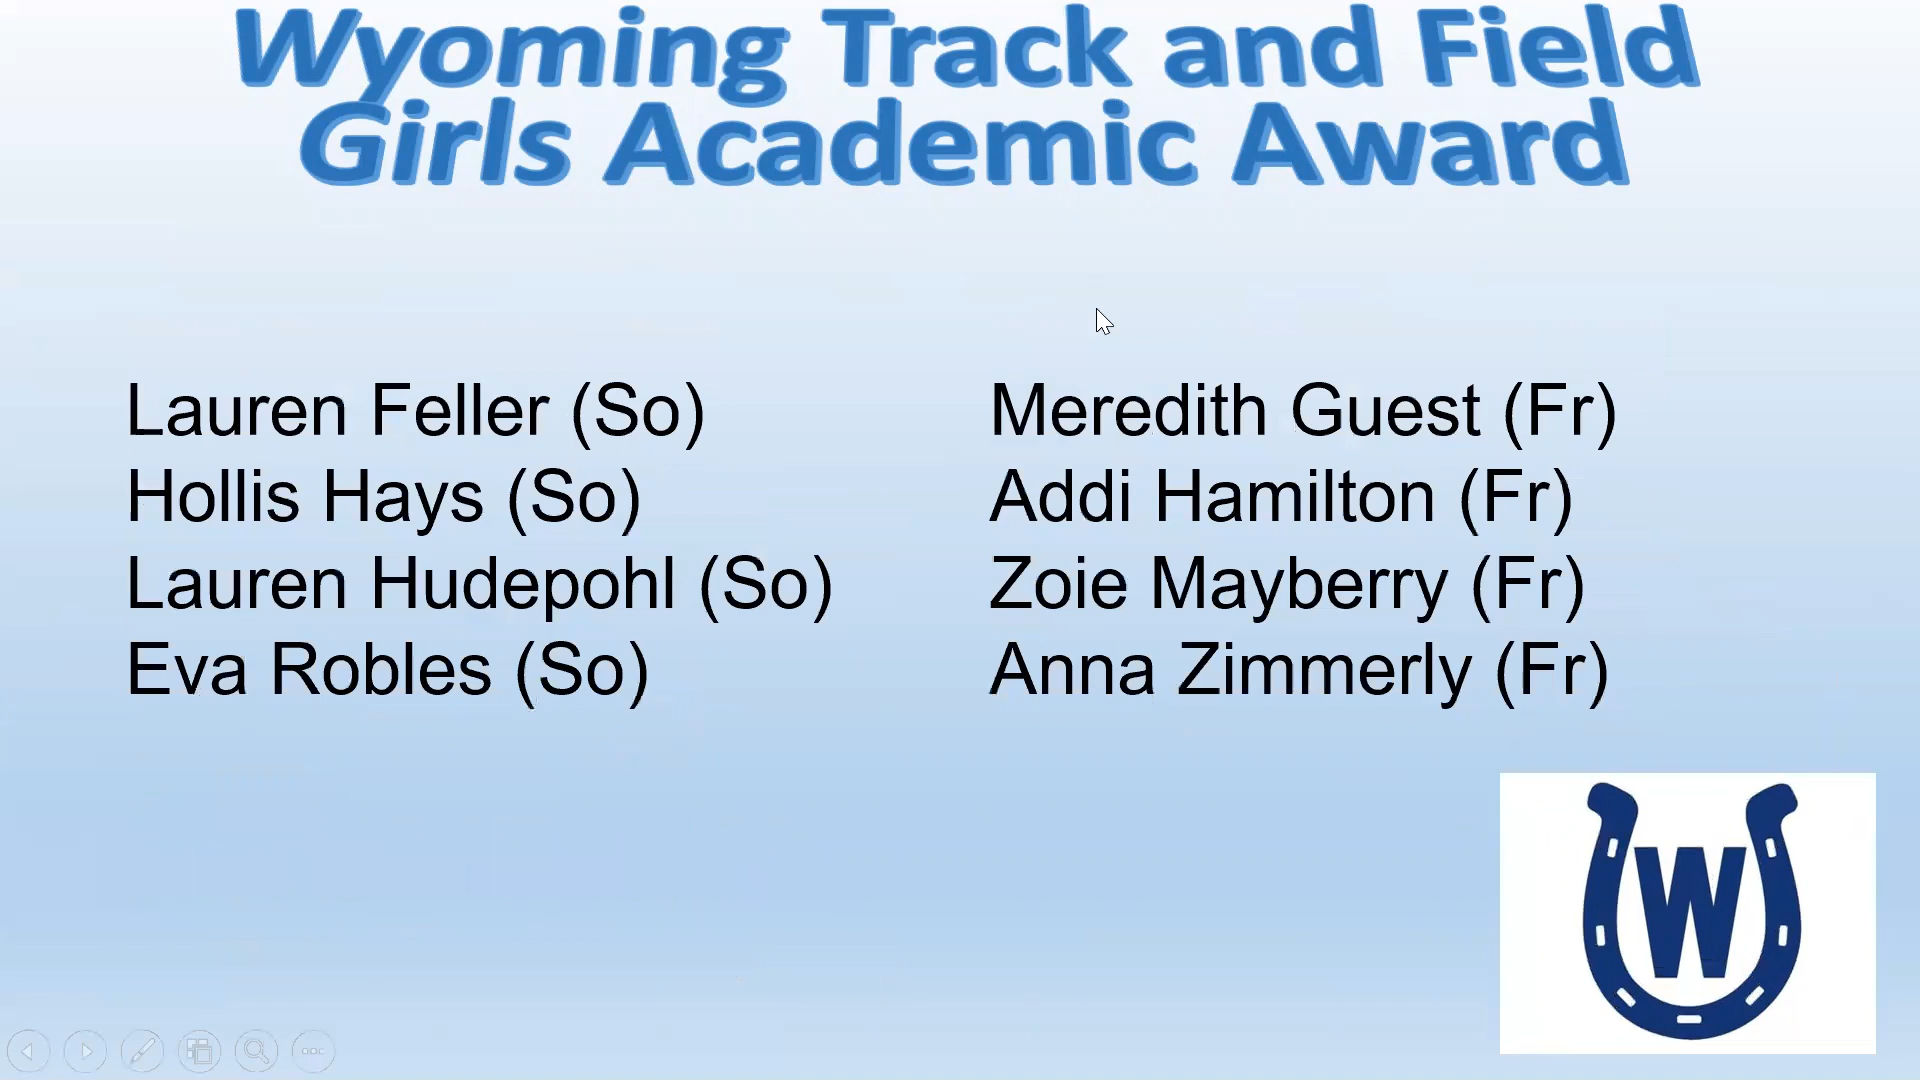 Wyoming Track and Field
Girls Academic Award
Lauren Feller (So)
Hollis Hays (So)
Lauren Hudepohl (So)
Eva Robles (So)
Meredith Guest (Fr)
Addi Hamilton (Fr)
Zoie Mayberry (Fr)
Anna Zimmerly (Fr)
W